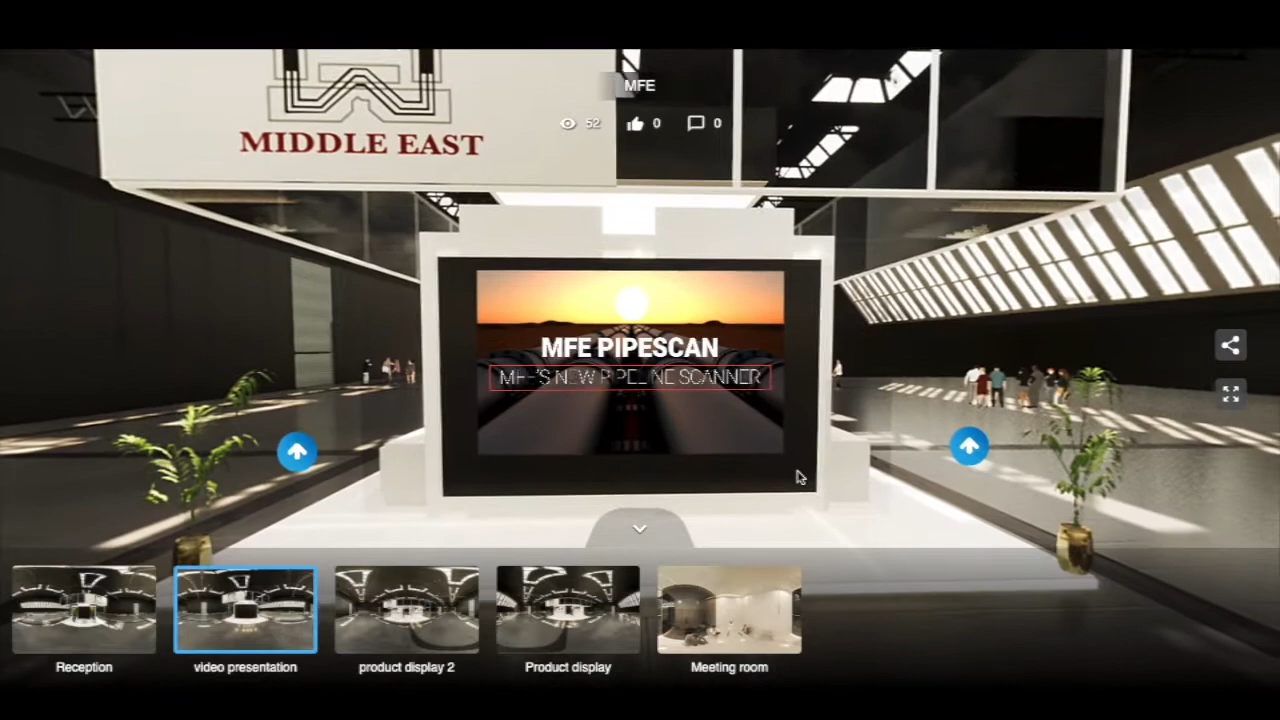 MFE
52 0 0
MIDDLE EAST
MFE PIPESCAN
MFE'S NEW PIPELINE SCANNER
Reception
video presentation
product display 2
Product display
Meeting room